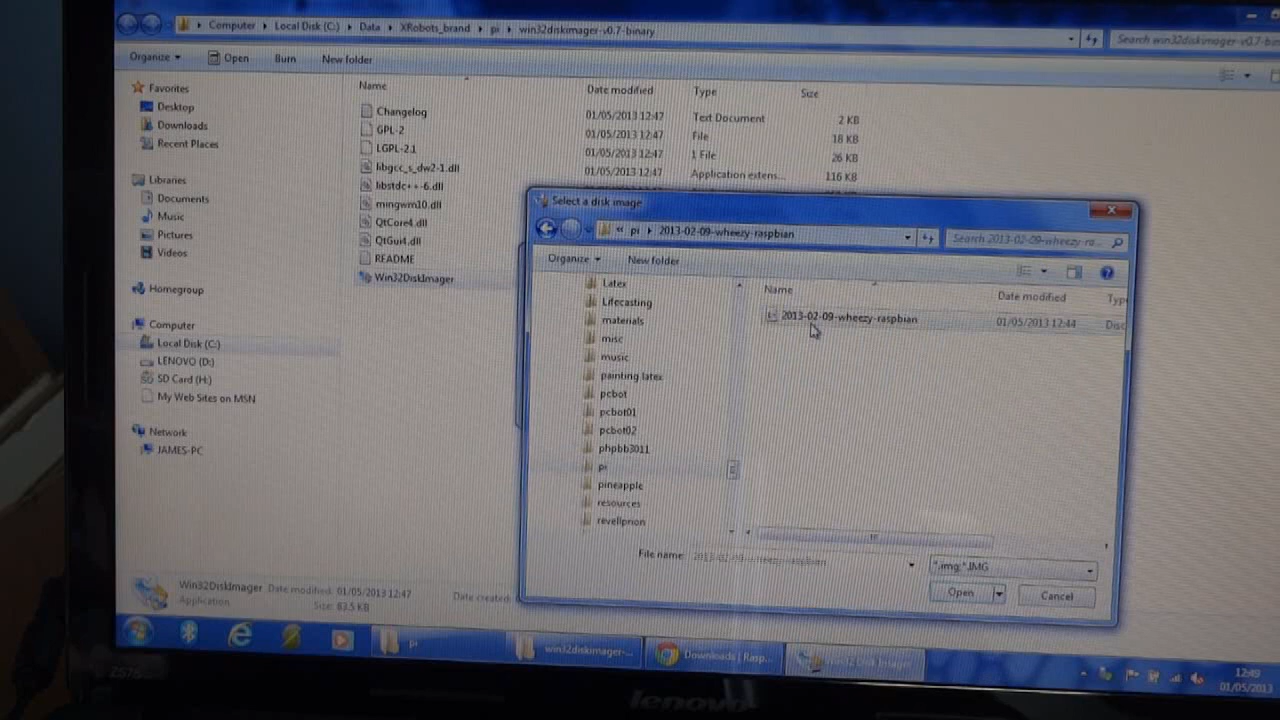 Computer ▸ Local Disk (C:) ▸ Data ▸ XRobots_brand ▸ pi ▸ win32diskimager-v0.7-binary
Search win32diskimager-v0.7-bin
Organize Open Burn New folder
Favorites
Desktop
Downloads
Recent Places
Libraries
Documents
Music
Pictures
Videos
Homegroup
Computer
Local Disk (C:)
LENOVO (D:)
SD Card (H:)
My Web Sites on MSN
Network
JAMES-PC
Name Date modified Type Size
Changelog 01/05/2013 12:47 Text Document 2 KB
GPL-2 01/05/2013 12:47 File 18 KB
LGPL-2.1 01/05/2013 12:47 1 File 26 KB
libgcc_s_dw2-1.dll 01/05/2013 12:47 Application extens... 116 KB
libstdc++-6.dll
mingwm10.dll
QtCore4.dll
QtGui4.dll
README
Win32DiskImager
Select a disk image
« pi ▸ 2013-02-09-wheezy-raspbian
Search 2013-02-09-wheezy-ra...
Organize New folder
Latex
Lifecasting
materials
misc
music
painting latex
pcbot
pcbot01
pcbot02
phpbb3011
pi
pineapple
resources
revellprion
Name Date modified Typ
2013-02-09-wheezy-raspbian 01/05/2013 12:44 Disc
File name: 2013-02-09-wheezy-raspbian
*.img;*.IMG
Open Cancel
Win32DiskImager Date modified: 01/05/2013 12:47 Date created:
Application Size: 63.5 KB
pi
win32diskimager-...
Downloads | Rasp...
Win32 Disk Imager
12:49
01/05/2013
Z575
lenovo